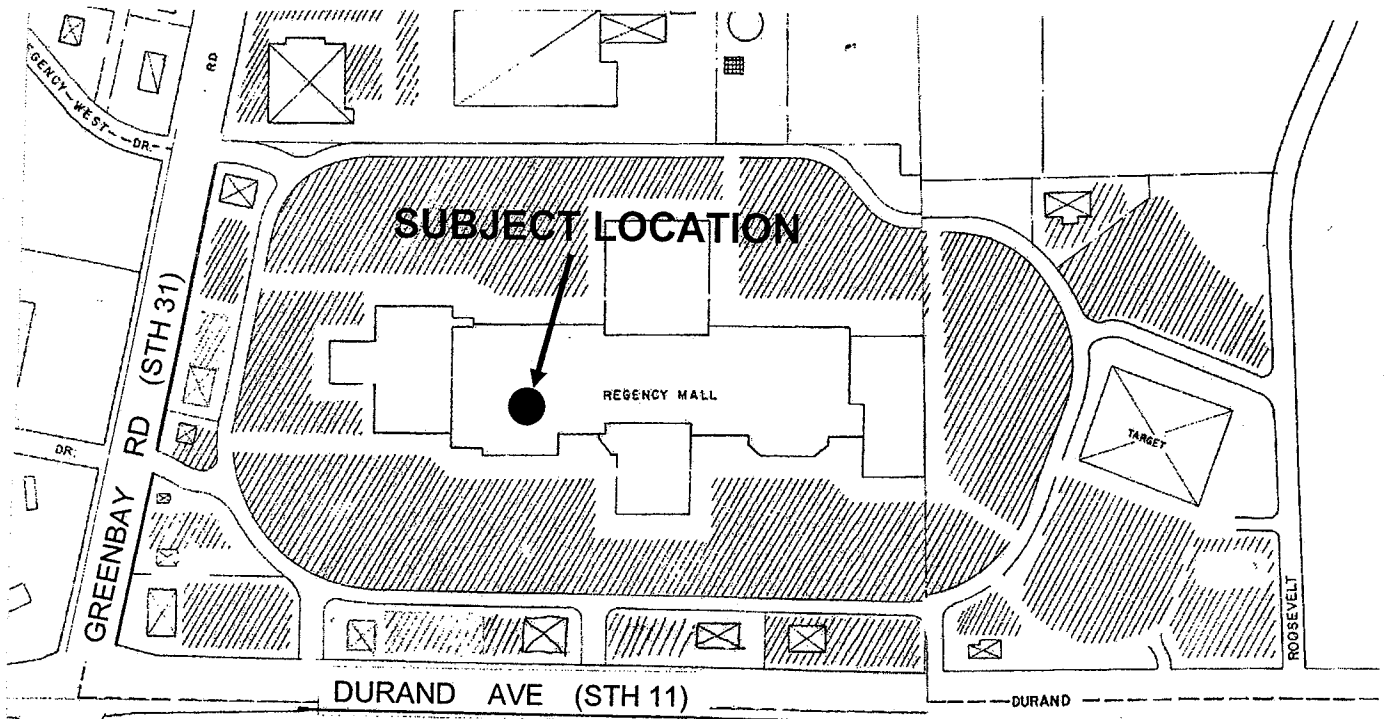 RD
EGENCY-WEST-DR.
SUBJECT LOCATION
GREENBAY RD (STH 31)
REGENCY MALL
TARGET
DR.
ROOSEVELT
DURAND AVE (STH 11)
DURAND